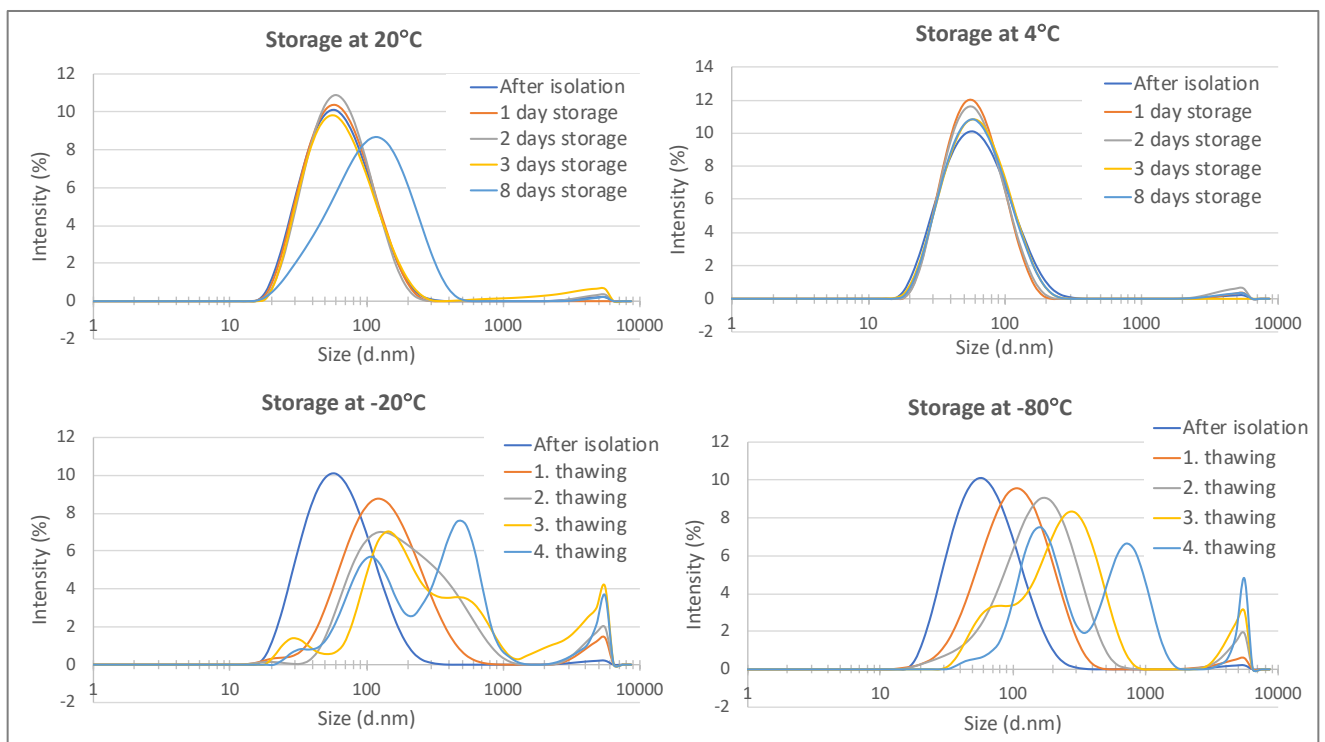 Storage at 20°C
12
10
8
6
4
2
0
-2
Intensity (%)
1
10
100
1000
10000
Size (d.nm)
After isolation
1 day storage
2 days storage
3 days storage
8 days storage
Storage at 4°C
14
12
10
8
6
4
2
0
-2
Intensity (%)
1
10
100
1000
10000
Size (d.nm)
After isolation
1 day storage
2 days storage
3 days storage
8 days storage
Storage at -20°C
12
10
8
6
4
2
0
-2
Intensity (%)
1
10
100
1000
10000
Size (d.nm)
After isolation
1. thawing
2. thawing
3. thawing
4. thawing
Storage at -80°C
12
10
8
6
4
2
0
-2
Intensity (%)
1
10
100
1000
10000
Size (d.nm)
After isolation
1. thawing
2. thawing
3. thawing
4. thawing